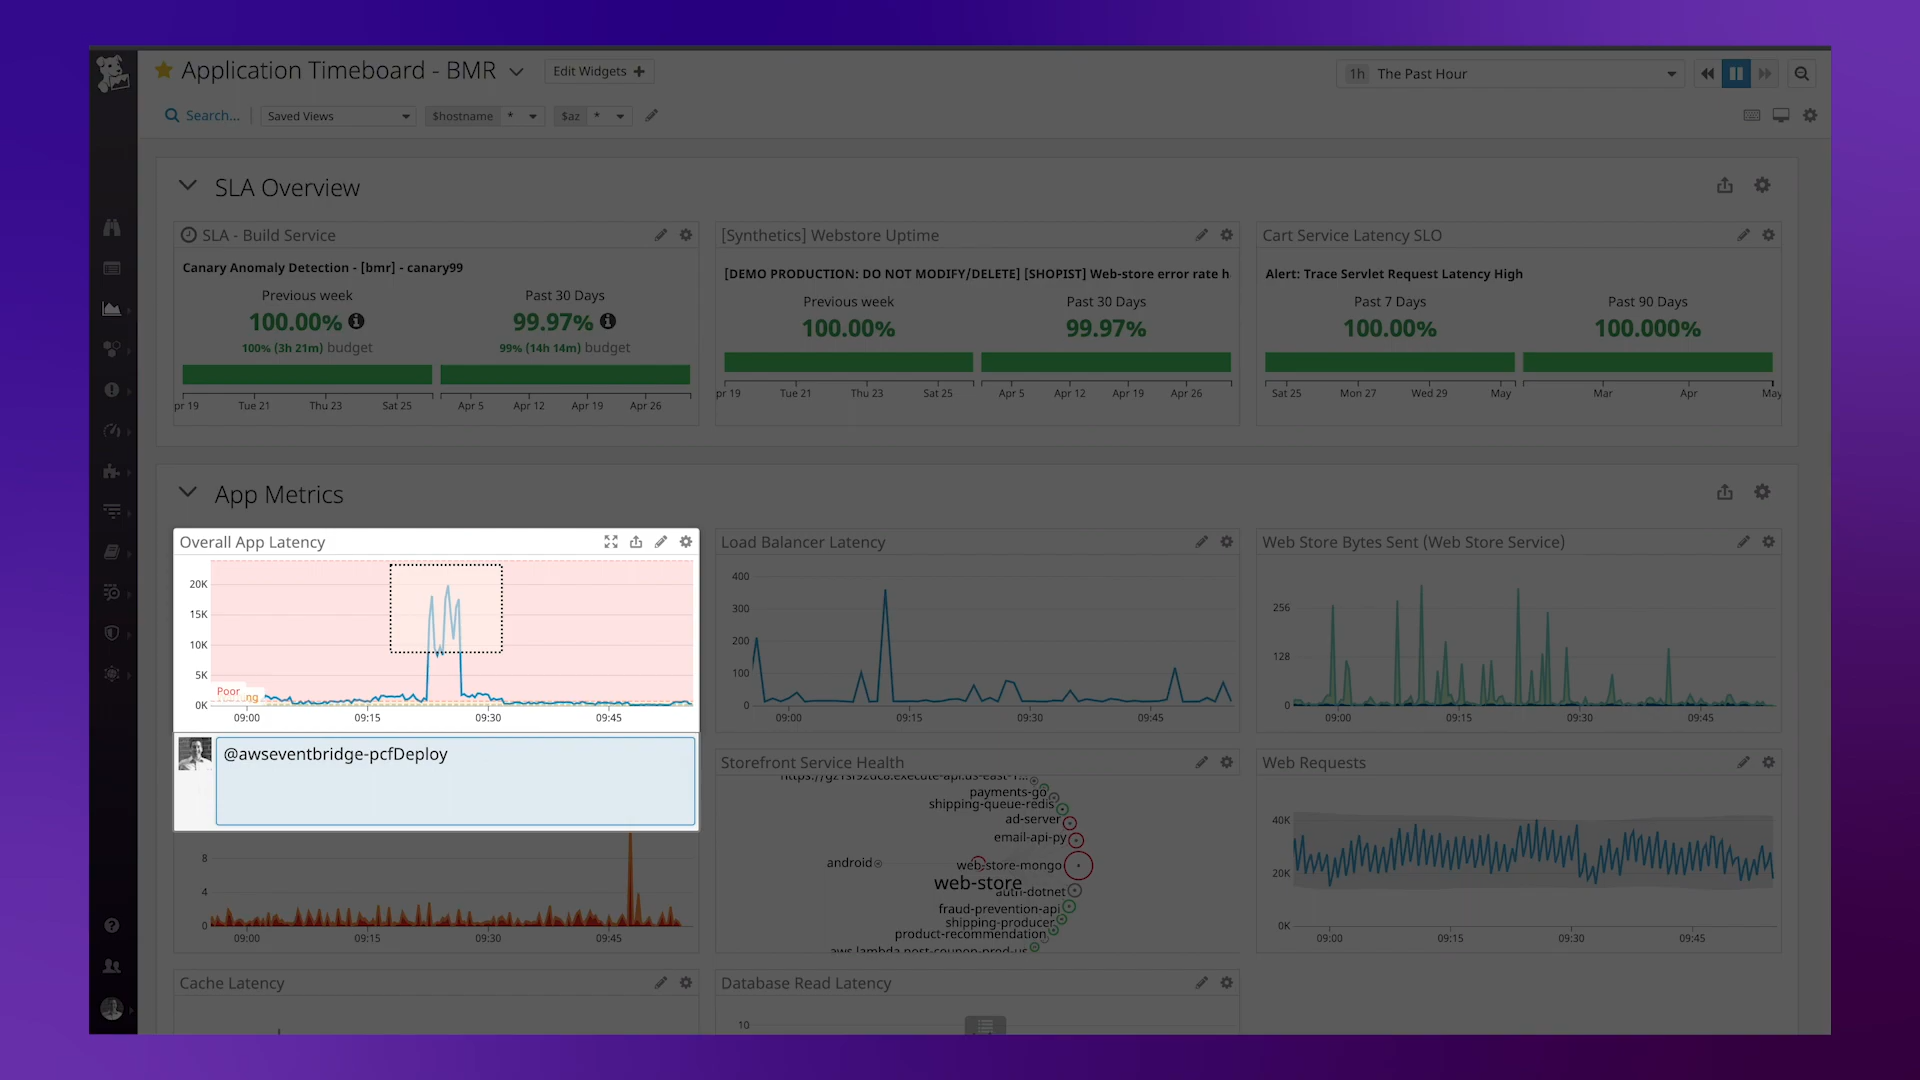 Application Timeboard - BMR
Edit Widgets +
1h The Past Hour
Search...
Saved Views
$hostname *
$az *
SLA Overview
SLA - Build Service
Canary Anomaly Detection - [bmr] - canary99
Previous week
Past 30 Days
100.00%
99.97%
100% (3h 21m) budget
99% (14h 14m) budget
pr 19 Tue 21 Thu 23 Sat 25
Apr 5 Apr 12 Apr 19 Apr 26
[Synthetics] Webstore Uptime
[DEMO PRODUCTION: DO NOT MODIFY/DELETE] [SHOPIST] Web-store error rate h
Previous week
Past 30 Days
100.00%
99.97%
pr 19 Tue 21 Thu 23 Sat 25
Apr 5 Apr 12 Apr 19 Apr 26
Cart Service Latency SLO
Alert: Trace Servlet Request Latency High
Past 7 Days
Past 90 Days
100.00%
100.000%
Sat 25 Mon 27 Wed 29 May
Mar Apr May
App Metrics
Overall App Latency
20K
15K
10K
5K
0K
Poor
ng
09:00 09:15 09:30 09:45
@awseventbridge-pcfDeploy
8
4
0
09:00 09:15 09:30 09:45
Load Balancer Latency
400
300
200
100
0
09:00 09:15 09:30 09:45
Web Store Bytes Sent (Web Store Service)
256
128
0
09:00 09:15 09:30 09:45
Storefront Service Health
payments-go
shipping-queue-redis
ad-server
email-api-py
android
web-store-mongo
web-store
auth-dotnet
fraud-prevention-api
shipping-producer
product-recommendation
Web Requests
40K
20K
0K
09:00 09:15 09:30 09:45
Cache Latency
Database Read Latency
10